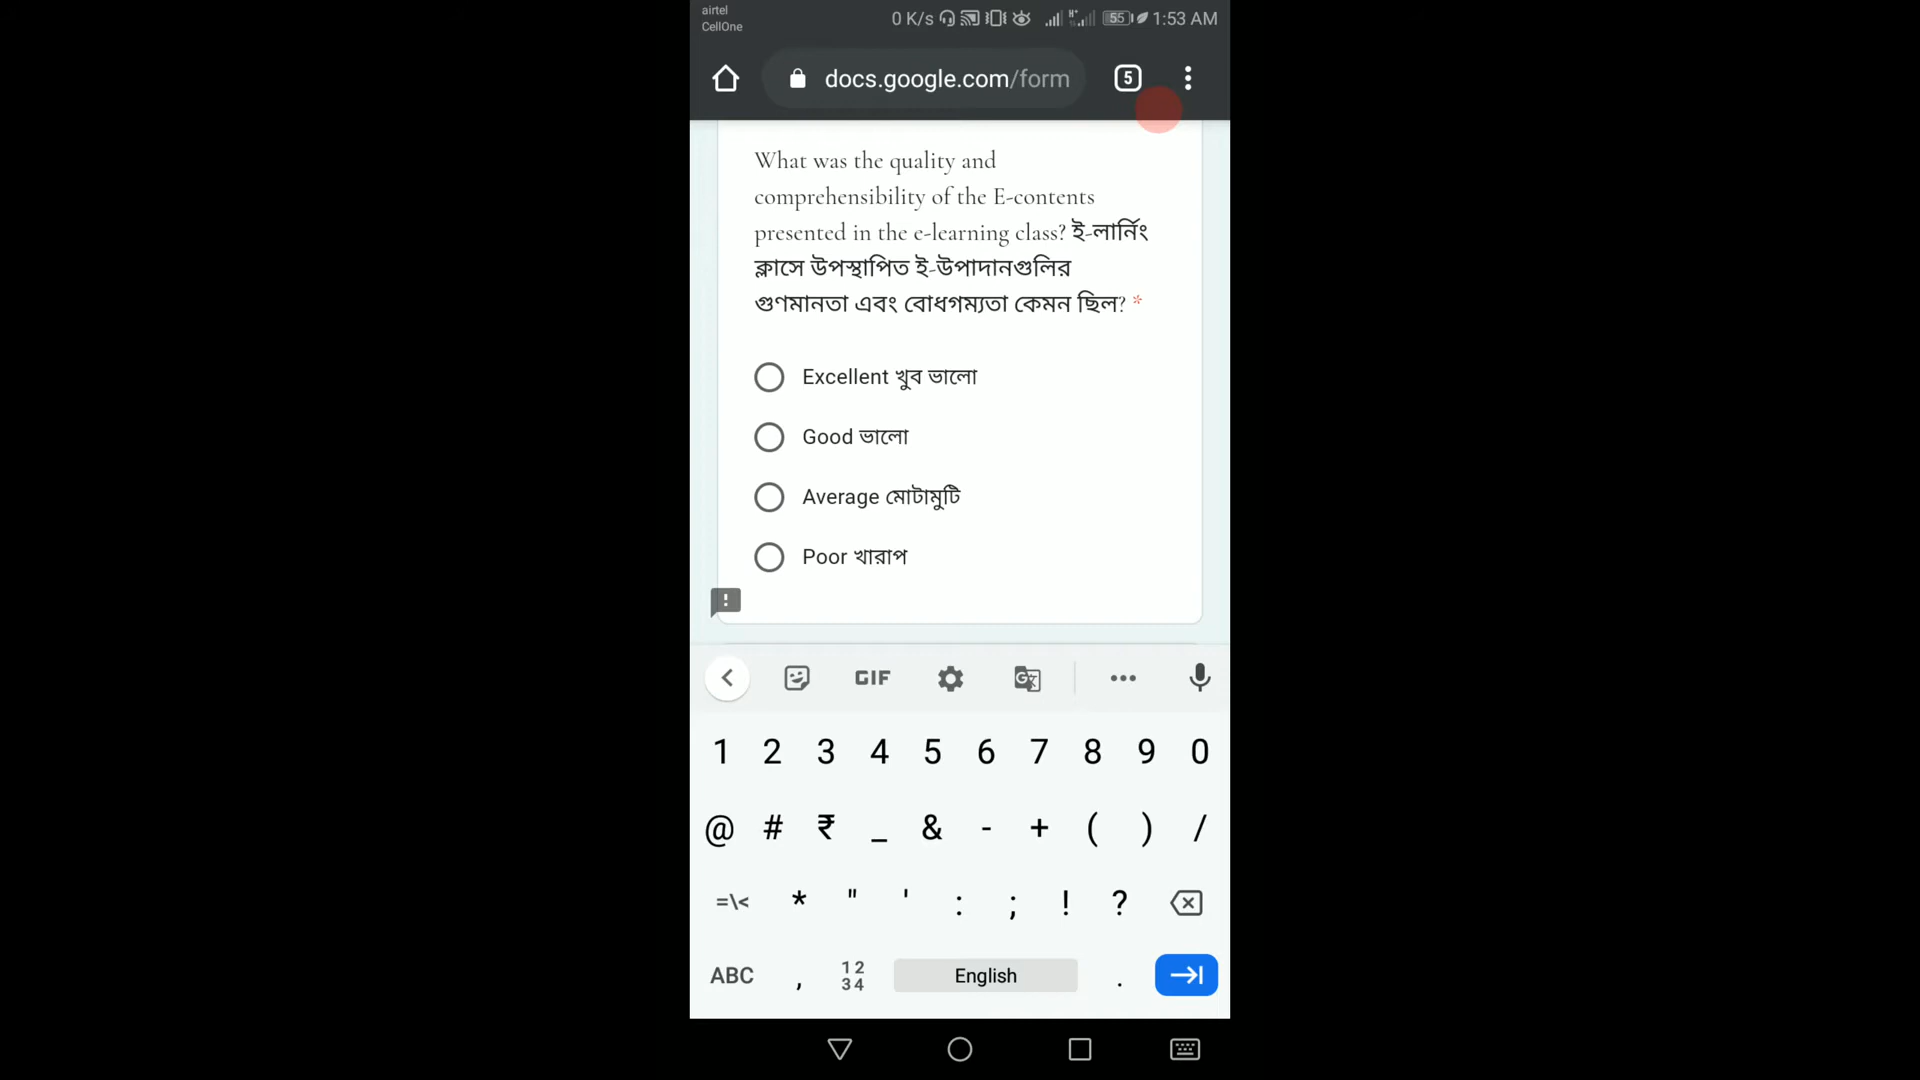 airtel
CellOne
0 K/s 55 1:53 AM
docs.google.com/form 5
What was the quality and
comprehensibility of the E-contents
presented in the e-learning class? ই-লার্নিং
ক্লাসে উপস্থাপিত ই-উপাদানগুলির
গুণমানতা এবং বোধগম্যতা কেমন ছিল? *
Excellent খুব ভালো
Good ভালো
Average মোটামুটি
Poor খারাপ
!
GIF G ...
1 2 3 4 5 6 7 8 9 0
@ # ₹ _ & - + ( ) /
=\< * " ' : ; ! ?
ABC , 12 34 English .